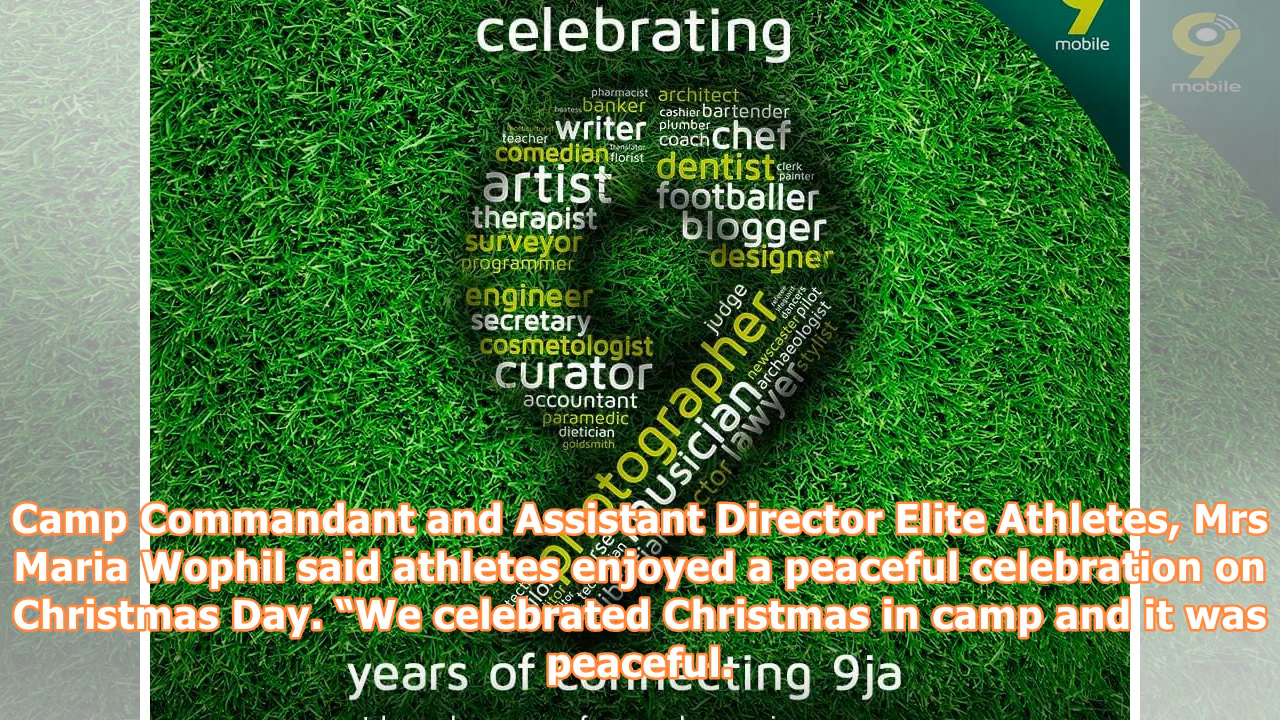 celebrating
9
mobile
9
mobile
pharmacist architect
hostess banker cashier bartender
plumber
writer coach chef
teacher
translator
comedian florist
dentist clerk
painter
artist footballer
therapist blogger
surveyor designer
programmer
judge
engineer
pilot
dancers
secretary
newscaster
archaeologist
cosmetologist
stylist
curator
photographer
accountant
musician
lawyer
paramedic
dietician
goldsmith
Camp Commandant and Assistant Director Elite Athletes, Mrs
Maria Wophil said athletes enjoyed a peaceful celebration on
Christmas Day. “We celebrated Christmas in camp and it was
peaceful.
years of connecting 9ja